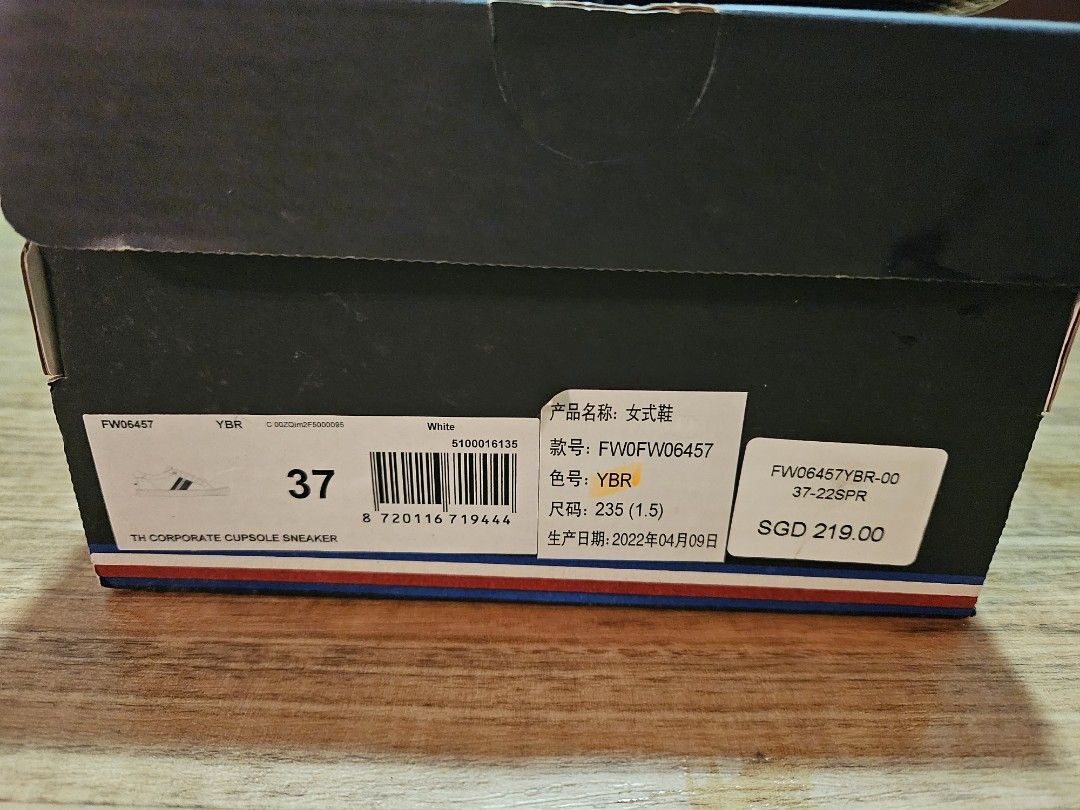 FW06457 YBR C 00ZQim2F5000095 White
5100016135
37
8 720116 719444
TH CORPORATE CUPSOLE SNEAKER
产品名称: 女式鞋
款号: FW0FW06457
色号: YBR
尺码: 235 (1.5)
生产日期: 2022年04月09日
FW06457YBR-00
37-22SPR
SGD 219.00